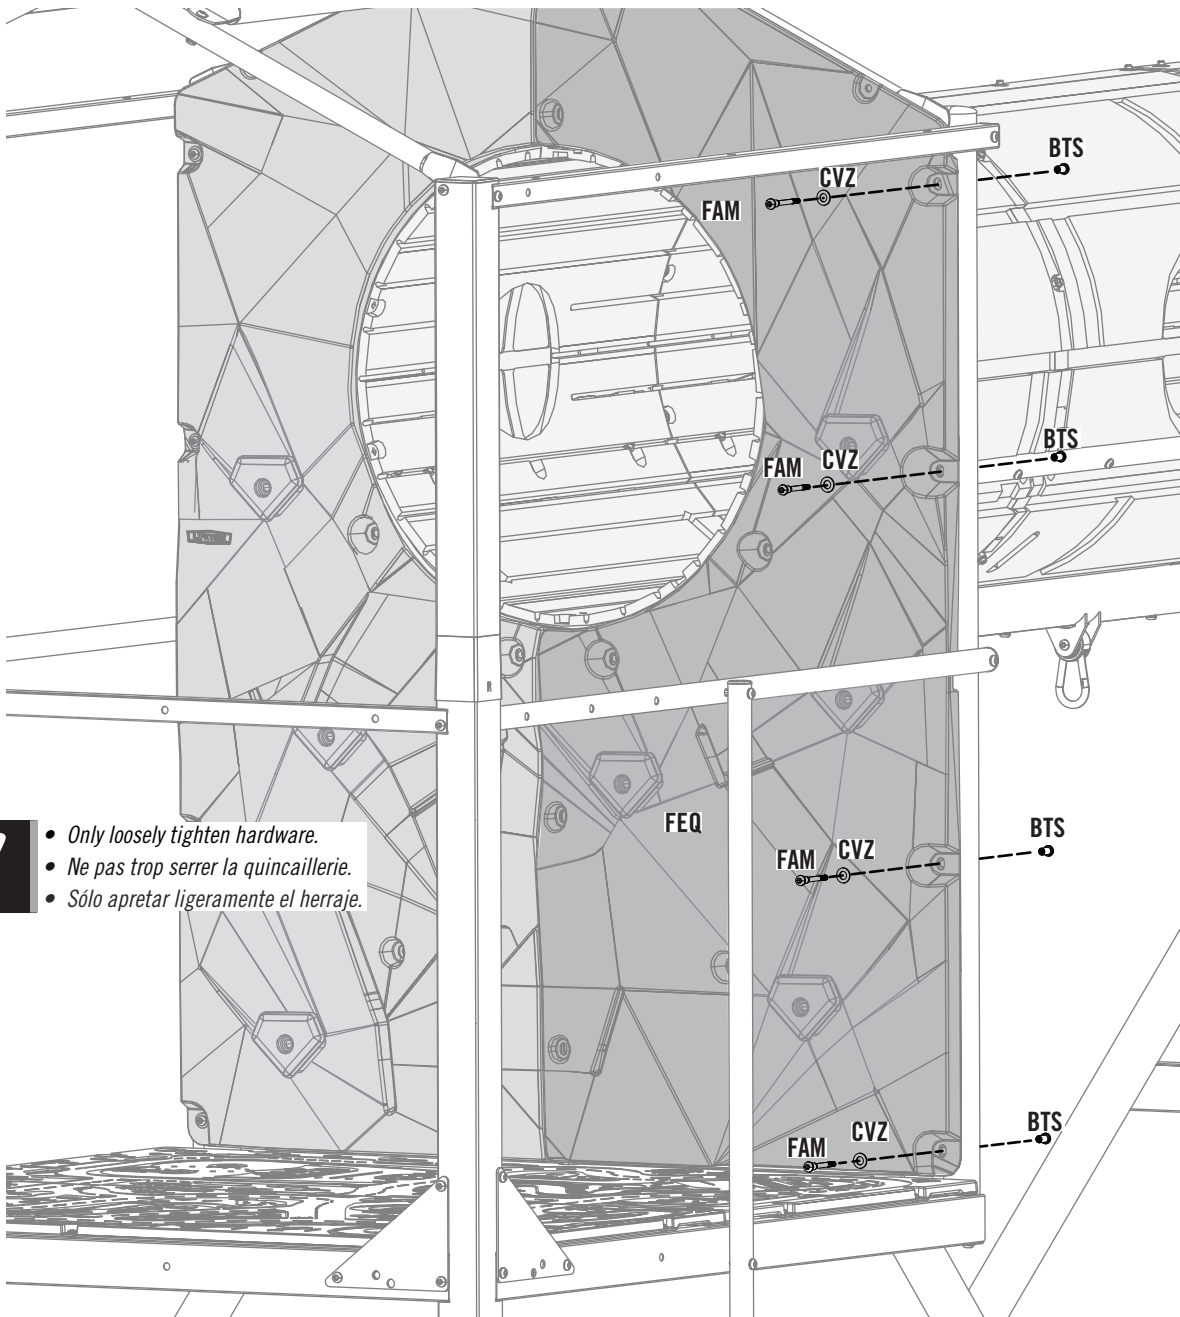 BTS
CVZ
FAM
BTS
CVZ
FAM
R
FEQ
BTS
CVZ
FAM
• Only loosely tighten hardware.
• Ne pas trop serrer la quincaillerie.
• Sólo apretar ligeramente el herraje.
BTS
CVZ
FAM